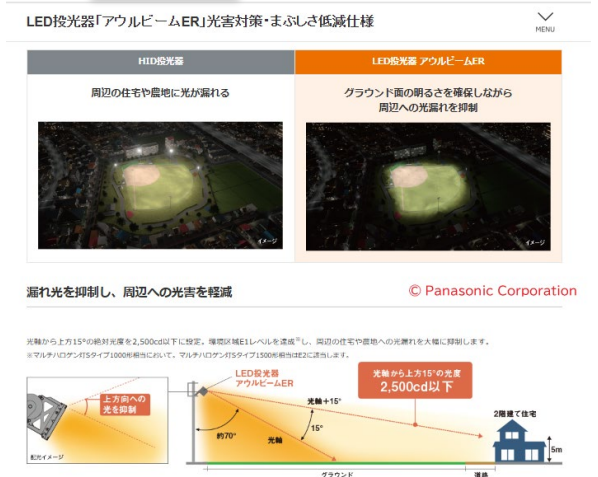 LED投光器「アウルビームER」光害対策・まぶしさ低減仕様
MENU
HID投光器
LED投光器 アウルビームER
周辺の住宅や農地に光が漏れる
グラウンド面の明るさを確保しながら
周辺への光漏れを抑制
イメージ
イメージ
漏れ光を抑制し、周辺への光害を軽減
© Panasonic Corporation
光軸から上方15°の絶対光度を2,500cd以下に設定。環境区域E1レベルを達成※し、周辺の住宅や農地への光漏れを大幅に抑制します。
※マルチハロゲン灯Sタイプ1000形相当において。マルチハロゲン灯Sタイプ1500形相当はE2に該当します。
上方向への
光を抑制
配光イメージ
LED投光器
アウルビームER
光軸から上方15°の光度
2,500cd以下
光軸+15°
15°
約70°
光軸
2階建て住宅
5m
グラウンド
道路